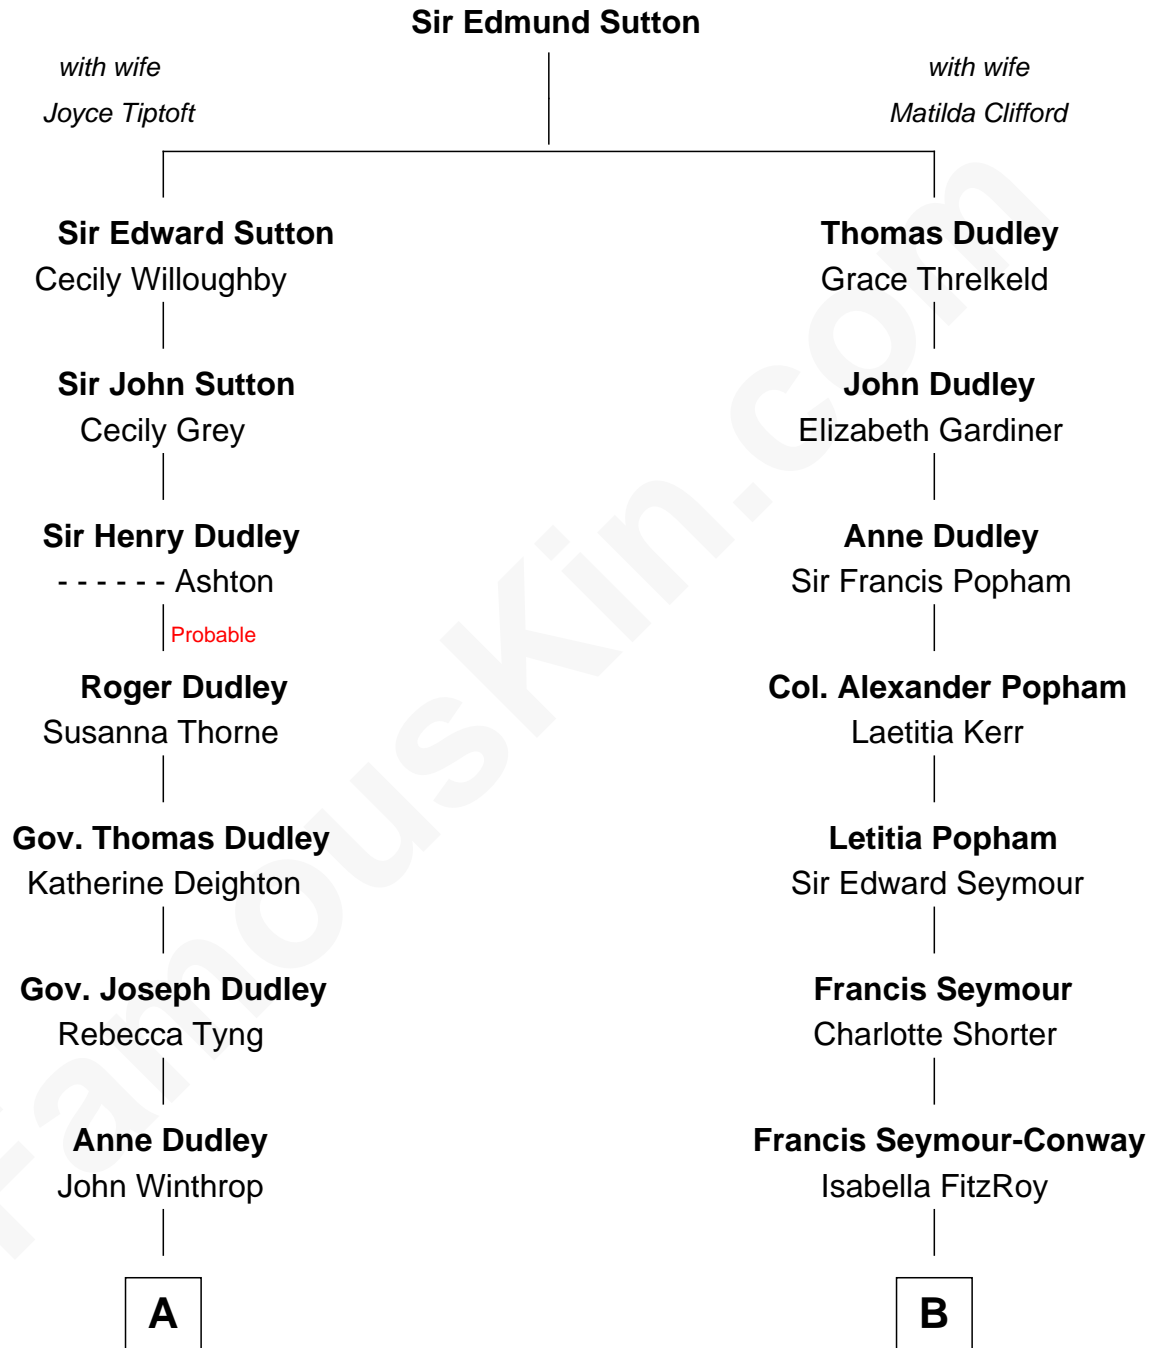 Sir Edmund Sutton
with wife
Joyce Tiptoft
with wife
Matilda Clifford
Sir Edward Sutton
Cecily Willoughby
Thomas Dudley
Grace Threlkeld
Sir John Sutton
Cecily Grey
John Dudley
Elizabeth Gardiner
Sir Henry Dudley
- - - - - - Ashton
Anne Dudley
Sir Francis Popham
Probable
Roger Dudley
Susanna Thorne
Col. Alexander Popham
Laetitia Kerr
Gov. Thomas Dudley
Katherine Deighton
Letitia Popham
Sir Edward Seymour
Gov. Joseph Dudley
Rebecca Tyng
Francis Seymour
Charlotte Shorter
Anne Dudley
John Winthrop
Francis Seymour-Conway
Isabella FitzRoy
A
B
FamousKin.com